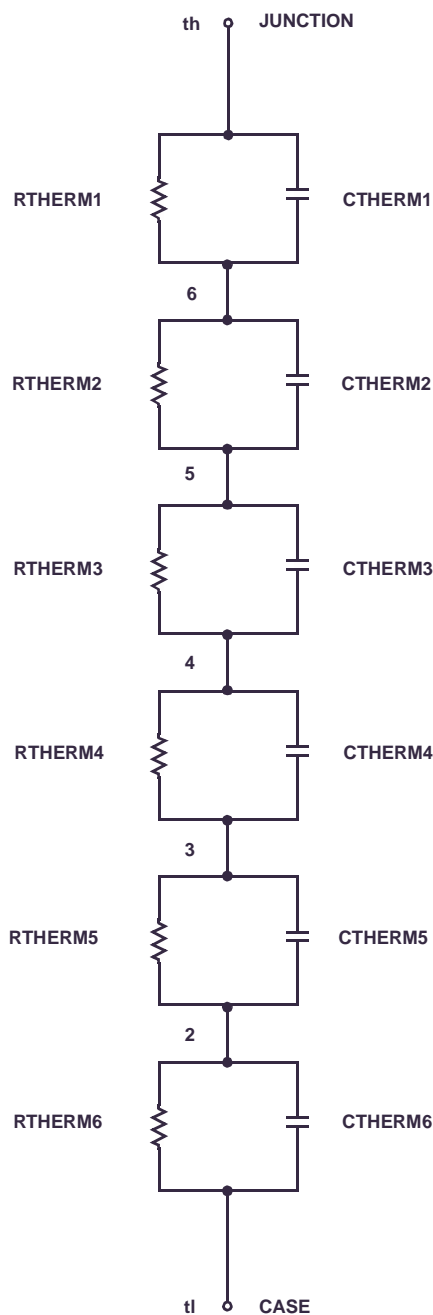 th JUNCTION
RTHERM1 CTHERM1
6
RTHERM2 CTHERM2
5
RTHERM3 CTHERM3
4
RTHERM4 CTHERM4
3
RTHERM5 CTHERM5
2
RTHERM6 CTHERM6
tl CASE